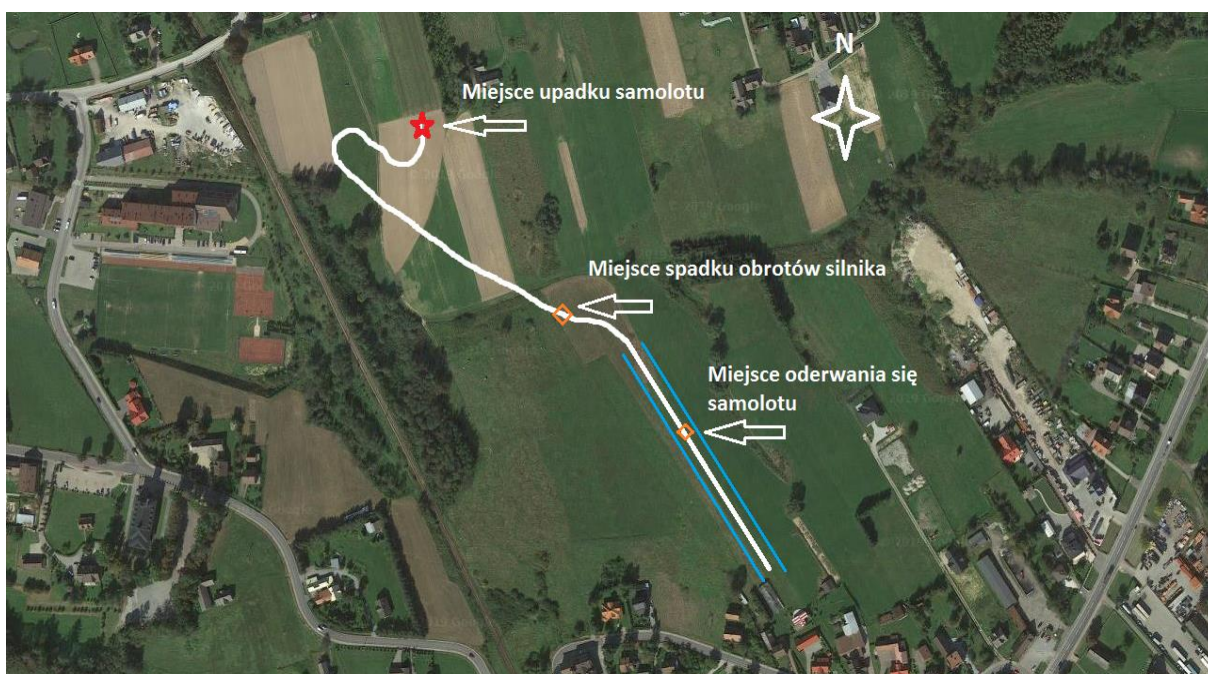 N
Miejsce upadku samolotu
Miejsce spadku obrotów silnika
Miejsce oderwania się
samolotu